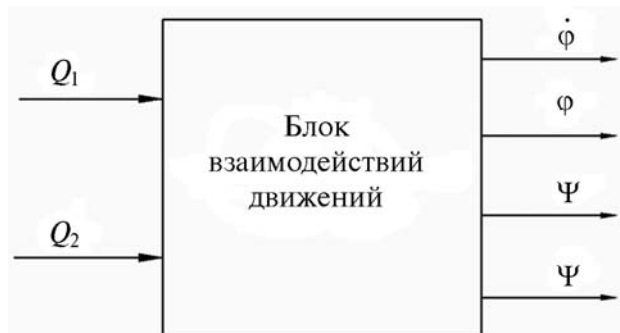 φ̇
Q₁
φ
Блок
взаимодействий
движений
Ψ
Q₂
Ψ